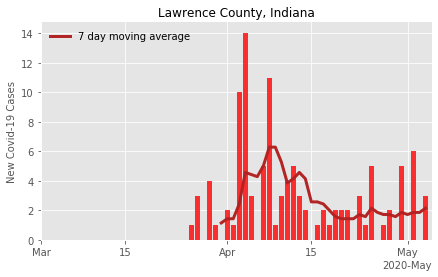 Lawrence County, Indiana
7 day moving average
New Covid-19 Cases
14
12
10
8
6
4
2
0
Mar 15 Apr 15 May
2020-May